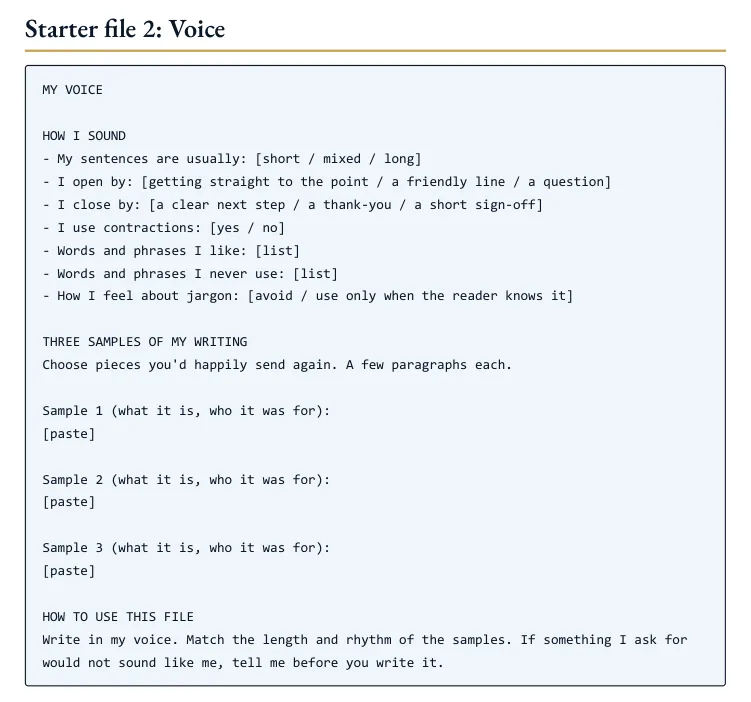 Starter file 2: Voice
MY VOICE
HOW I SOUND
- My sentences are usually: [short / mixed / long]
- I open by: [getting straight to the point / a friendly line / a question]
- I close by: [a clear next step / a thank-you / a short sign-off]
- I use contractions: [yes / no]
- Words and phrases I like: [list]
- Words and phrases I never use: [list]
- How I feel about jargon: [avoid / use only when the reader knows it]
THREE SAMPLES OF MY WRITING
Choose pieces you'd happily send again. A few paragraphs each.
Sample 1 (what it is, who it was for):
[paste]
Sample 2 (what it is, who it was for):
[paste]
Sample 3 (what it is, who it was for):
[paste]
HOW TO USE THIS FILE
Write in my voice. Match the length and rhythm of the samples. If something I ask for
would not sound like me, tell me before you write it.